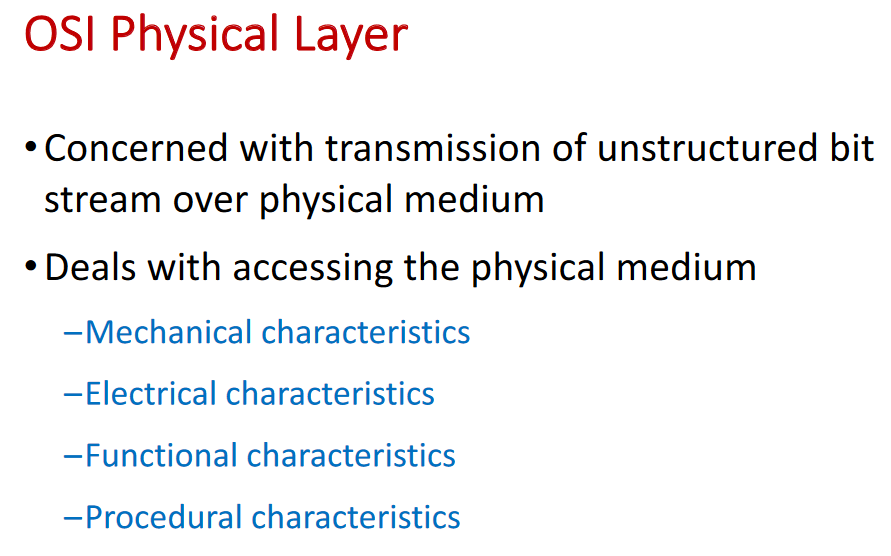 OSI Physical Layer
• Concerned with transmission of unstructured bit
stream over physical medium
• Deals with accessing the physical medium
–Mechanical characteristics
–Electrical characteristics
–Functional characteristics
–Procedural characteristics